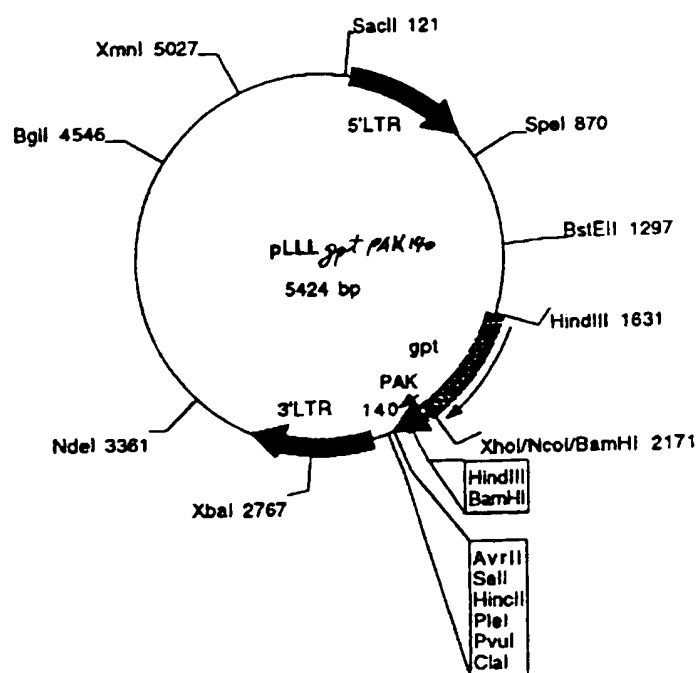 SacII 121
XmnI 5027
5'LTR
SpeI 870
BglI 4546
BstEII 1297
pLLL gpt PAK 140
5424 bp
HindIII 1631
gpt
PAK
140
3'LTR
NdeI 3361
XhoI/NcoI/BamHI 2171
XbaI 2767
HindIII
BamHI
AvrII
SalI
HincII
PleI
PvuI
ClaI